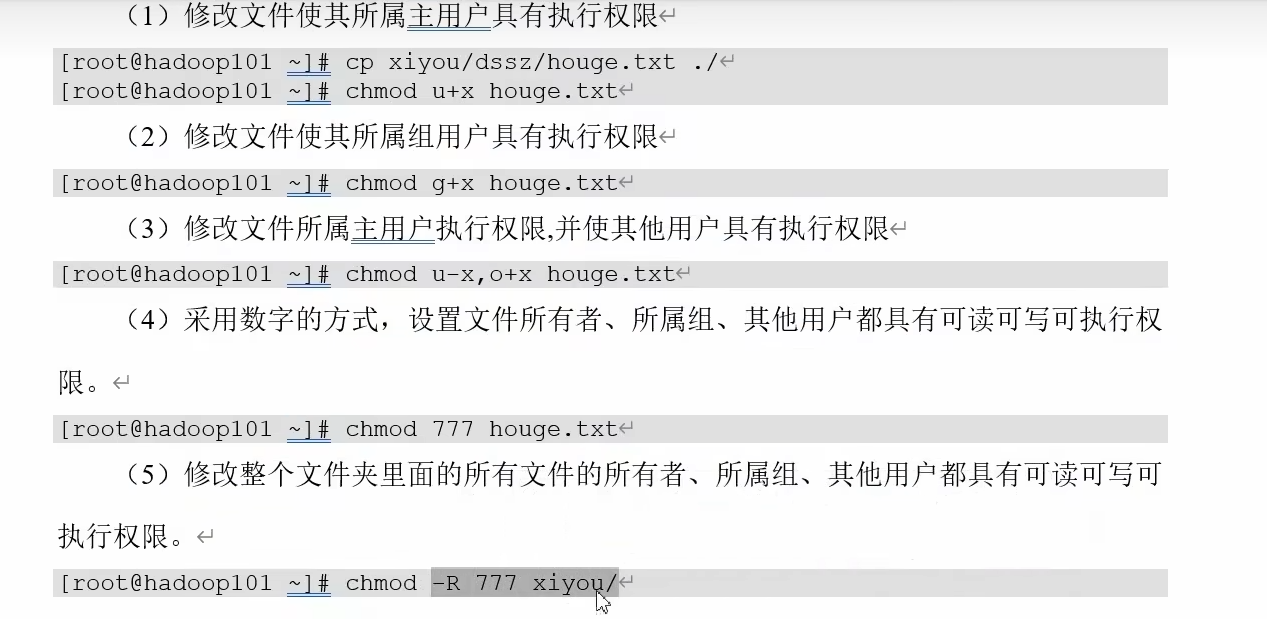 （1）修改文件使其所属主用户具有执行权限↵
[root@hadoop101 ~]# cp xiyou/dssz/houge.txt ./↵
[root@hadoop101 ~]# chmod u+x houge.txt↵
（2）修改文件使其所属组用户具有执行权限↵
[root@hadoop101 ~]# chmod g+x houge.txt↵
（3）修改文件所属主用户执行权限,并使其他用户具有执行权限↵
[root@hadoop101 ~]# chmod u-x,o+x houge.txt↵
（4）采用数字的方式，设置文件所有者、所属组、其他用户都具有可读可写可执行权
限。↵
[root@hadoop101 ~]# chmod 777 houge.txt↵
（5）修改整个文件夹里面的所有文件的所有者、所属组、其他用户都具有可读可写可
执行权限。↵
[root@hadoop101 ~]# chmod -R 777 xiyou/↵